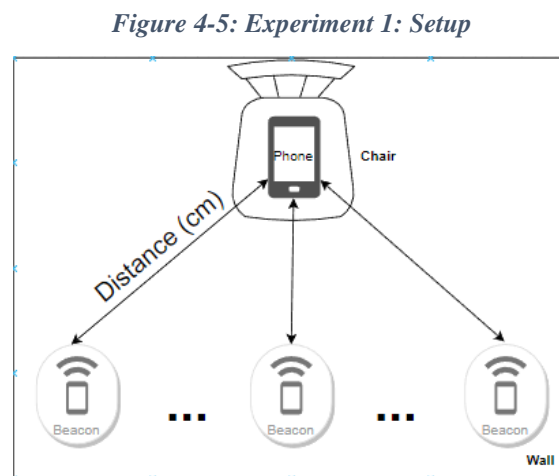 Figure 4-5: Experiment 1: Setup
Phone
Chair
Distance (cm)
...
...
Beacon
Beacon
Beacon
Wall